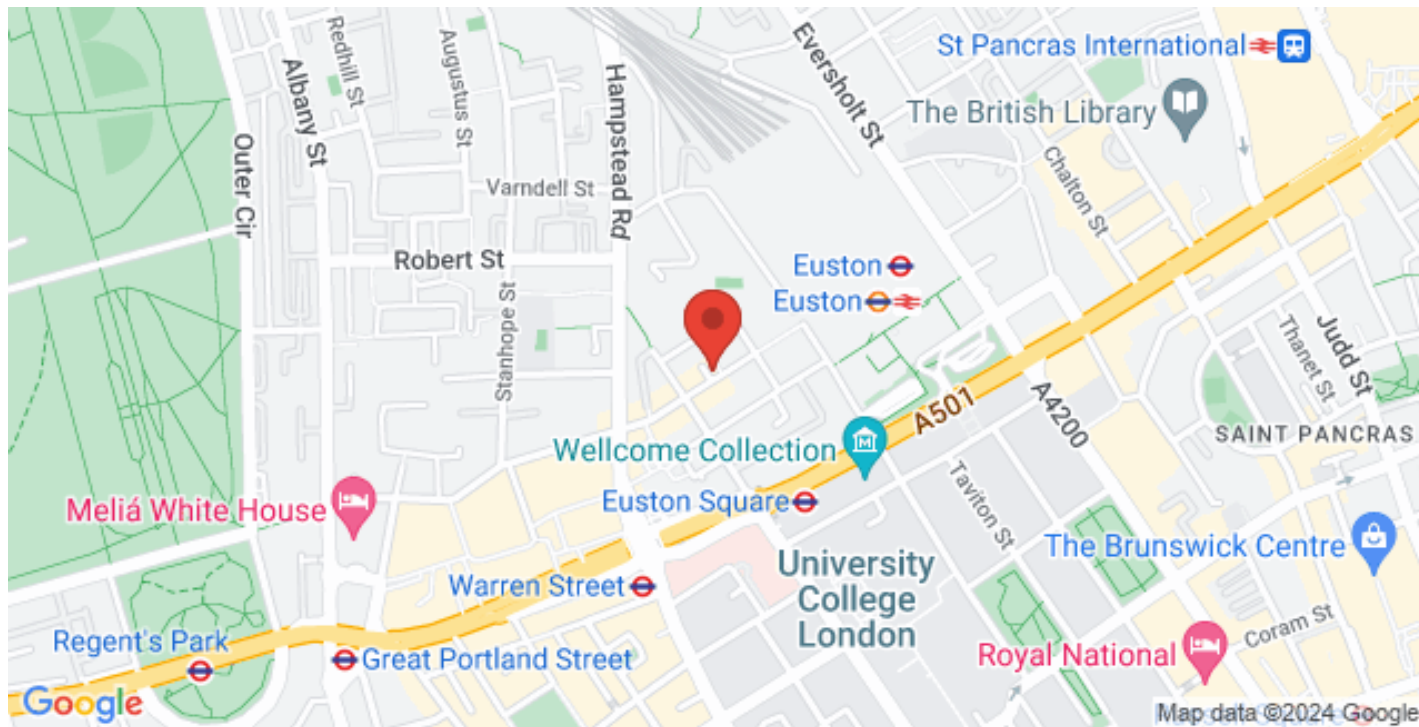 St Pancras International
The British Library
Redhill St
Augustus St
Albany St
Outer Cir
Hampstead Rd
Eversholt St
Chalton St
Varndell St
Robert St
Stanhope St
Euston
Euston
A501
A4200
Judd St
Thanet St
SAINT PANCRAS
Wellcome Collection
Euston Square
Taviton St
Meliá White House
The Brunswick Centre
University
College
London
Warren Street
Coram St
Regent's Park
Great Portland Street
Royal National
Google
Map data ©2024 Google